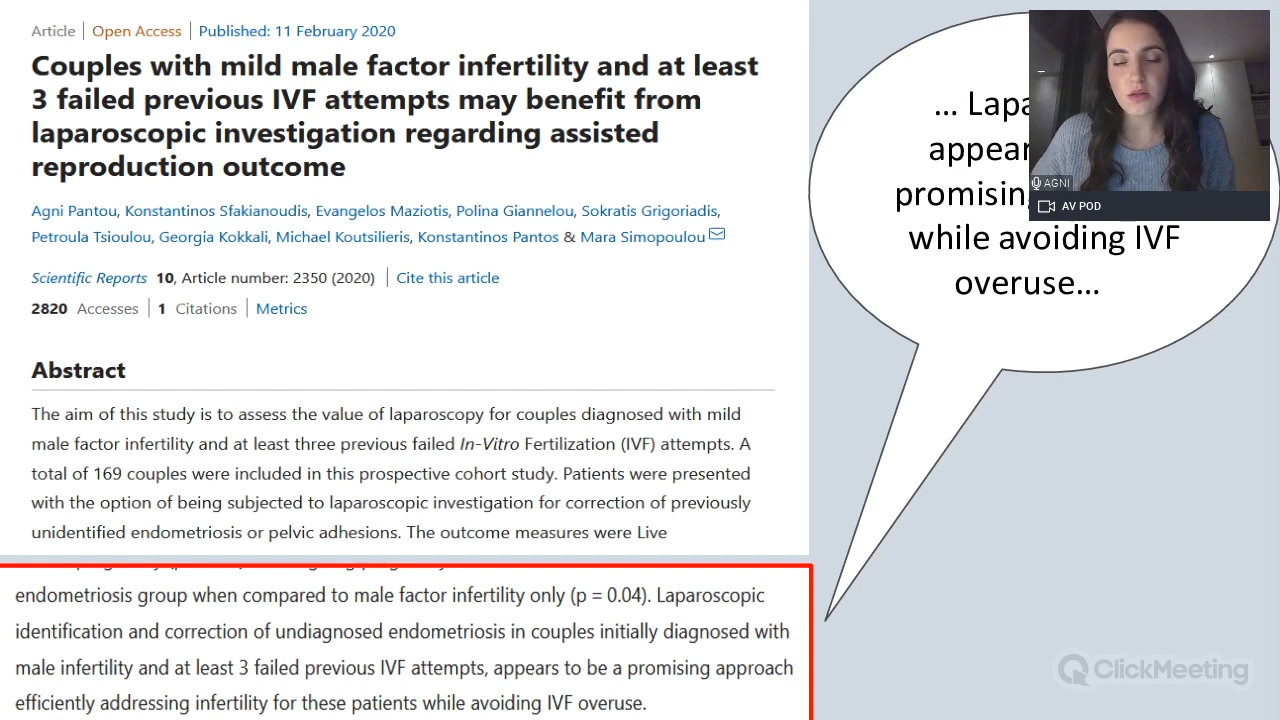 Article | Open Access | Published: 11 February 2020
Couples with mild male factor infertility and at least
3 failed previous IVF attempts may benefit from
laparoscopic investigation regarding assisted
reproduction outcome
Agni Pantou, Konstantinos Sfakianoudis, Evangelos Maziotis, Polina Giannelou, Sokratis Grigoriadis,
Petroula Tsioulou, Georgia Kokkali, Michael Koutsilieris, Konstantinos Pantos & Mara Simopoulou
Scientific Reports 10, Article number: 2350 (2020) | Cite this article
2820 Accesses | 1 Citations | Metrics
Abstract
The aim of this study is to assess the value of laparoscopy for couples diagnosed with mild
male factor infertility and at least three previous failed In-Vitro Fertilization (IVF) attempts. A
total of 169 couples were included in this prospective cohort study. Patients were presented
with the option of being subjected to laparoscopic investigation for correction of previously
unidentified endometriosis or pelvic adhesions. The outcome measures were Live
endometriosis group when compared to male factor infertility only (p = 0.04). Laparoscopic
identification and correction of undiagnosed endometriosis in couples initially diagnosed with
male infertility and at least 3 failed previous IVF attempts, appears to be a promising approach
efficiently addressing infertility for these patients while avoiding IVF overuse.
... Lapa
appear
promising
while avoiding IVF
overuse...
AGNI
AV POD
ClickMeeting